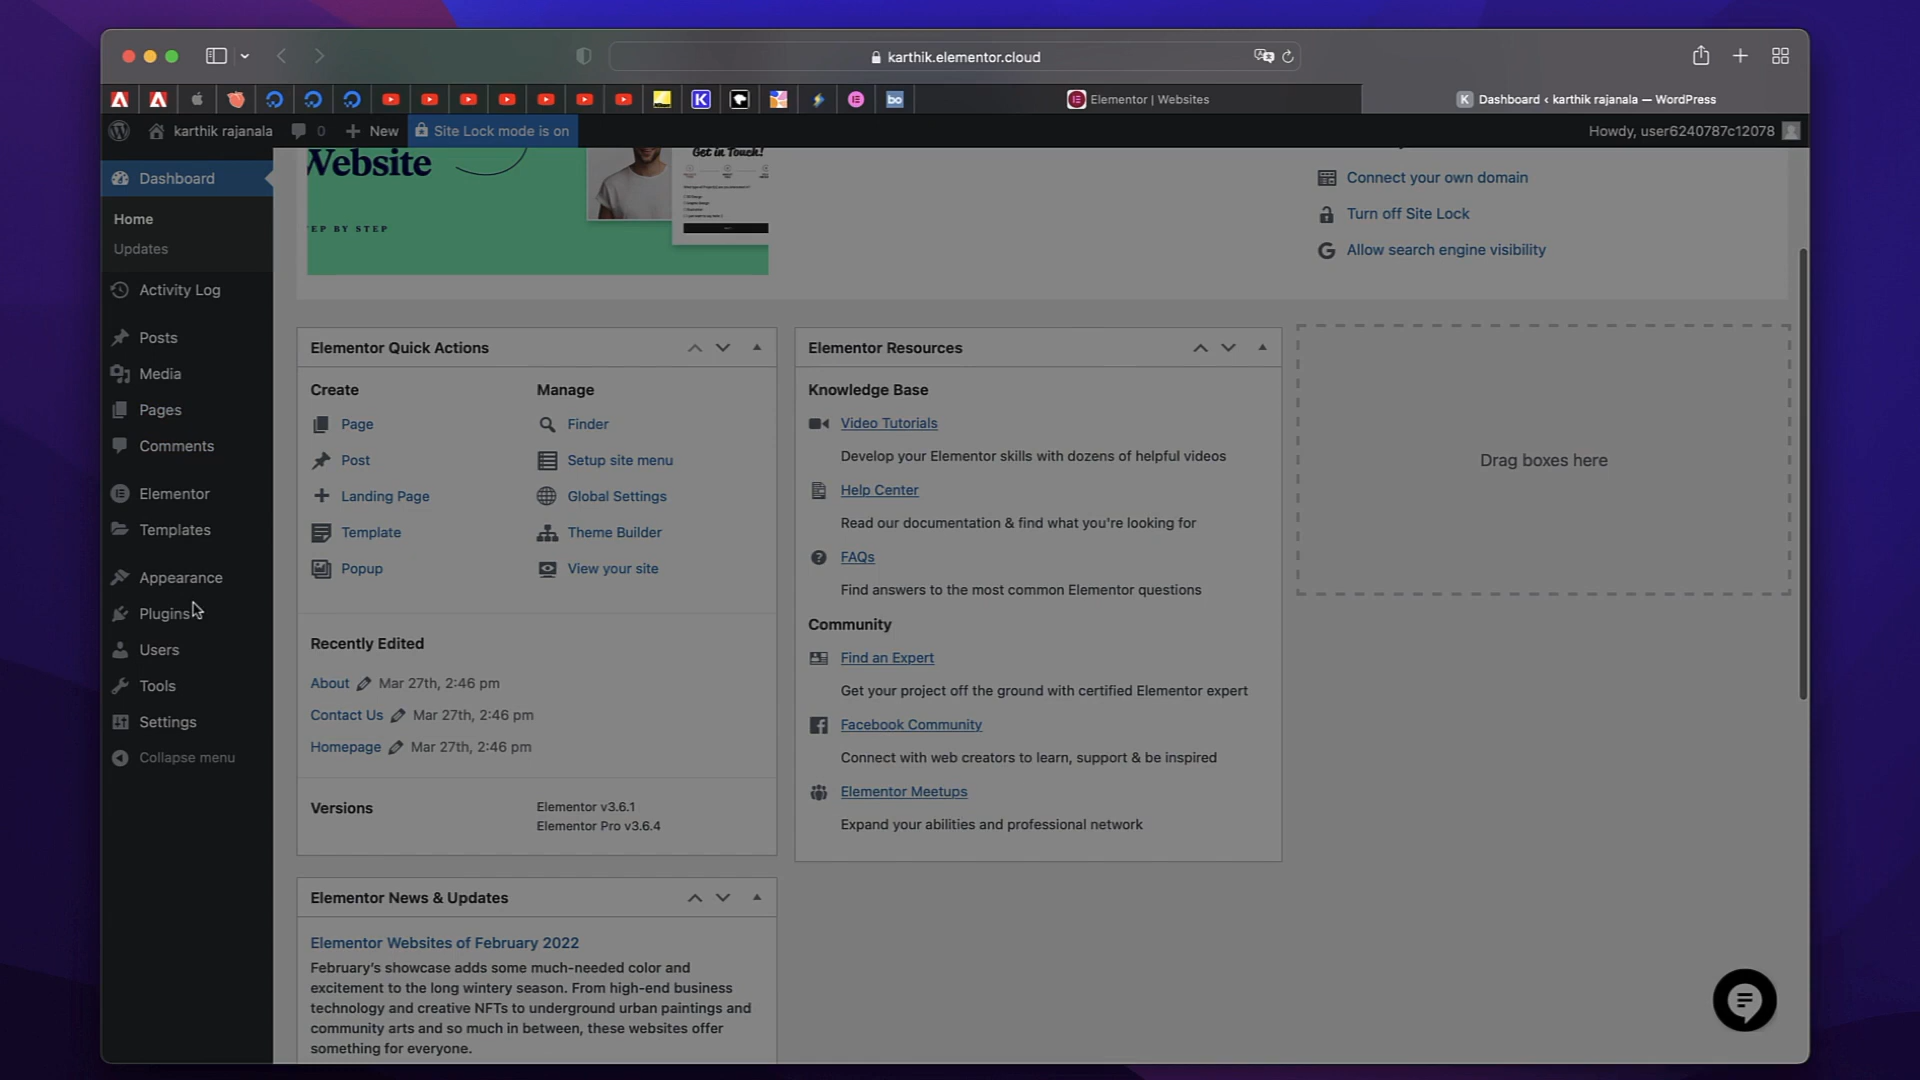 karthik.elementor.cloud
Elementor | Websites
K Dashboard ‹ karthik rajanala — WordPress
karthik rajanala
0
New
Site Lock mode is on
Howdy, user6240787c12078
Dashboard
Home
Updates
Activity Log
Posts
Media
Pages
Comments
Elementor
Templates
Appearance
Plugins
Users
Tools
Settings
Collapse menu
Website
Get in Touch!
TEP BY STEP
Connect your own domain
Turn off Site Lock
Allow search engine visibility
Elementor Quick Actions
Create
Page
Post
Landing Page
Template
Popup
Manage
Finder
Setup site menu
Global Settings
Theme Builder
View your site
Recently Edited
About Mar 27th, 2:46 pm
Contact Us Mar 27th, 2:46 pm
Homepage Mar 27th, 2:46 pm
Versions
Elementor v3.6.1
Elementor Pro v3.6.4
Elementor News & Updates
Elementor Websites of February 2022
February's showcase adds some much-needed color and
excitement to the long wintery season. From high-end business
technology and creative NFTs to underground urban paintings and
community arts and so much in between, these websites offer
something for everyone.
Elementor Resources
Knowledge Base
Video Tutorials
Develop your Elementor skills with dozens of helpful videos
Help Center
Read our documentation & find what you're looking for
FAQs
Find answers to the most common Elementor questions
Community
Find an Expert
Get your project off the ground with certified Elementor expert
Facebook Community
Connect with web creators to learn, support & be inspired
Elementor Meetups
Expand your abilities and professional network
Drag boxes here